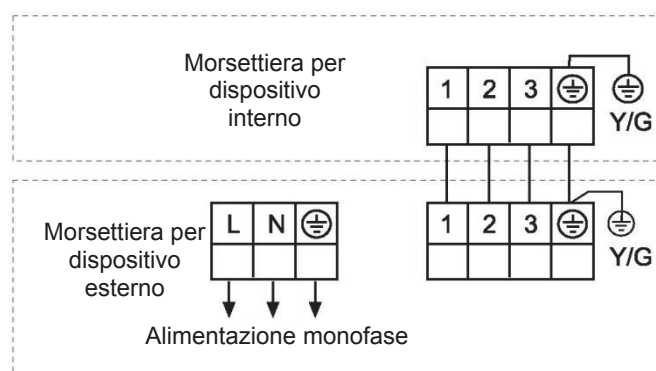 Morsettiera per
dispositivo
interno
1 2 3
Y/G
Morsettiera per
dispositivo
esterno
L N
1 2 3
Y/G
Alimentazione monofase